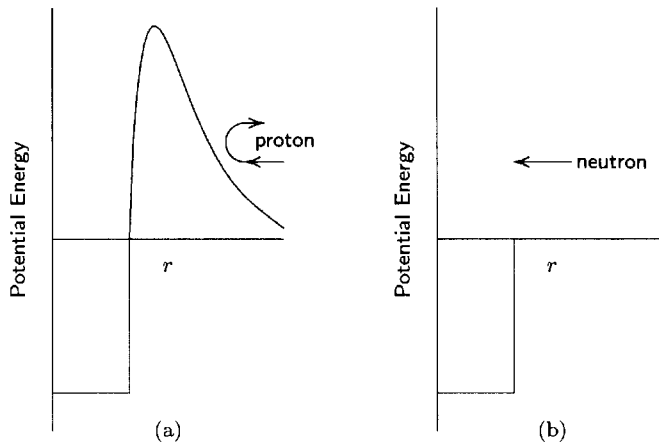 Potential Energy
proton
r
(a)
Potential Energy
neutron
r
(b)